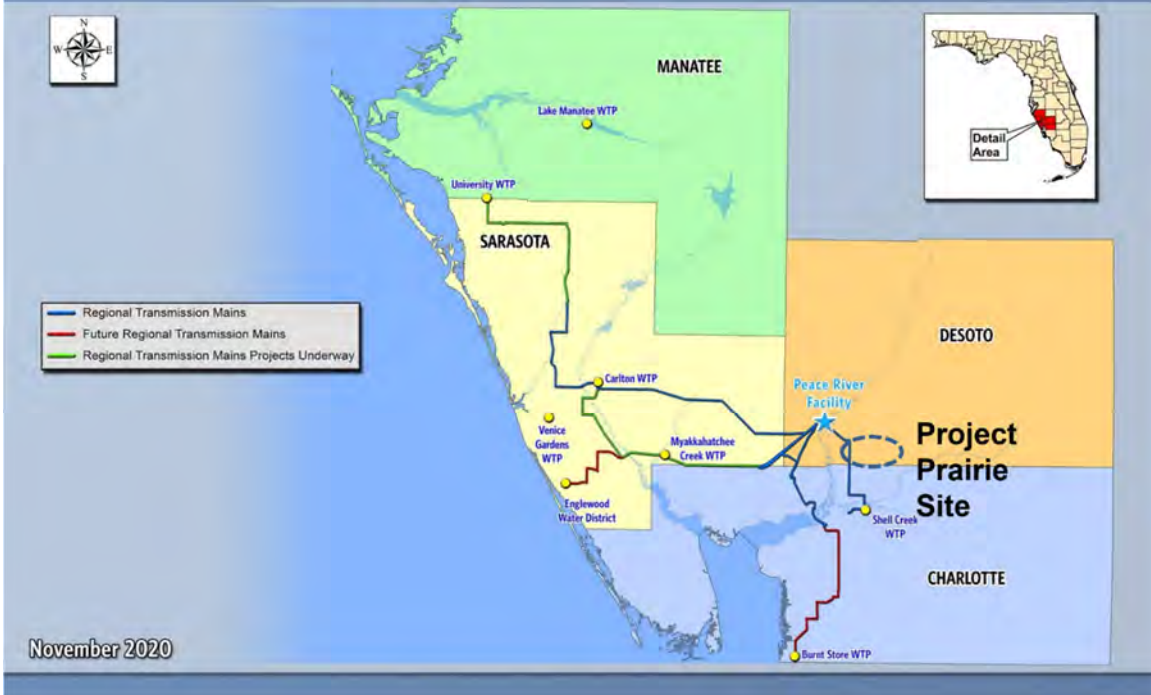 N
W
E
S
MANATEE
Lake Manatee WTP
Detail
Area
University WTP
SARASOTA
Regional Transmission Mains
Future Regional Transmission Mains
Regional Transmission Mains Projects Underway
DESOTO
Carlton WTP
Peace River
Facility
Venice
Gardens
WTP
Myakkahatchee
Creek WTP
Project
Prairie
Site
Englewood
Water District
Shell Creek
WTP
CHARLOTTE
November 2020
Burnt Store WTP